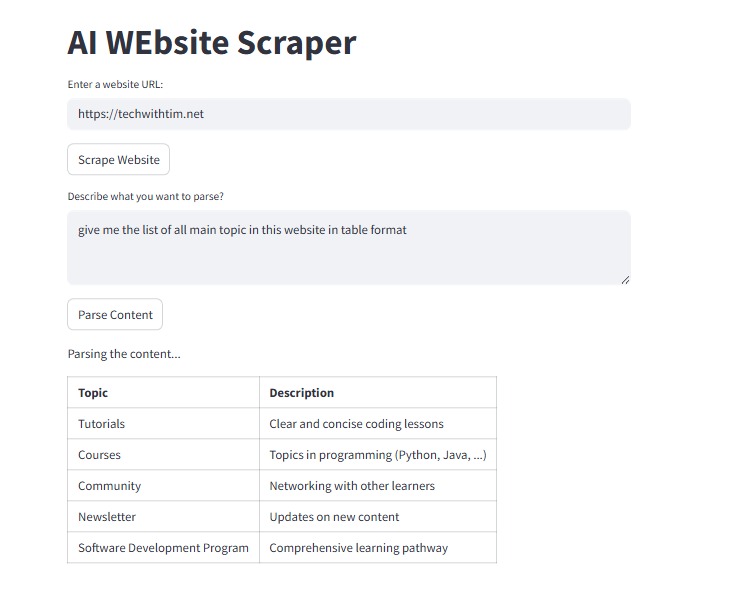 AI WEbsite Scraper
Enter a website URL:
https://techwithtim.net
Scrape Website
Describe what you want to parse?
give me the list of all main topic in this website in table format
Parse Content
Parsing the content...
Topic Description
Tutorials Clear and concise coding lessons
Courses Topics in programming (Python, Java, ...)
Community Networking with other learners
Newsletter Updates on new content
Software Development Program Comprehensive learning pathway